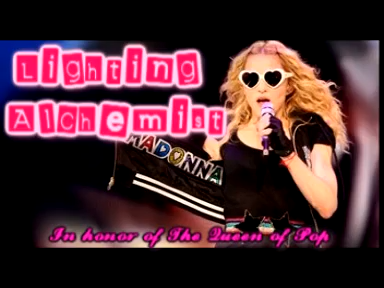 Lighting
Alchemist
MADONNA
In honor of The Queen of Pop